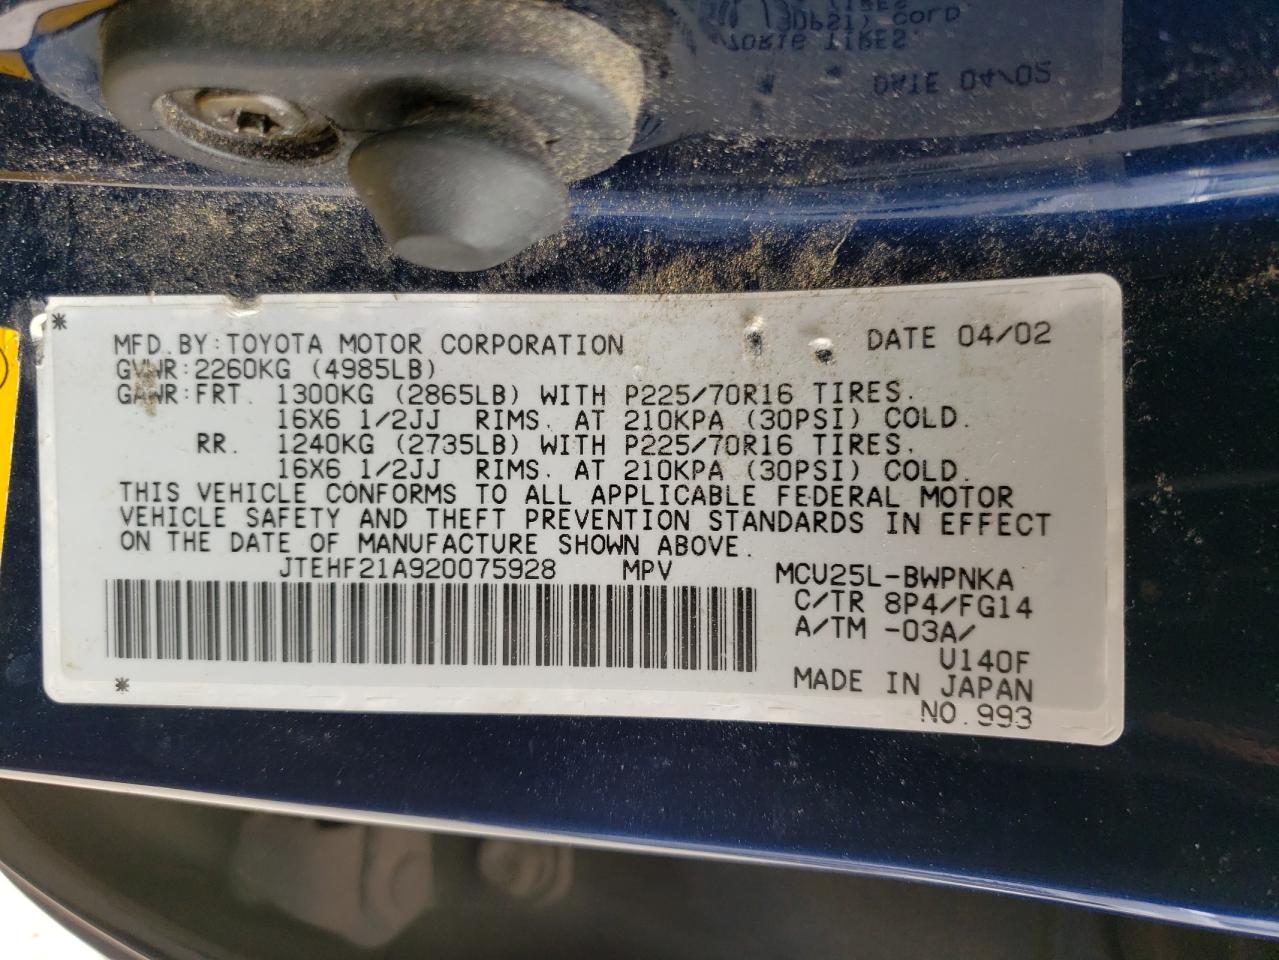 MFD. BY: TOYOTA MOTOR CORPORATION DATE 04/02
GVWR: 2260KG (4985LB)
GAWR: FRT. 1300KG (2865LB) WITH P225/70R16 TIRES.
16X6 1/2JJ RIMS. AT 210KPA (30PSI) COLD.
RR. 1240KG (2735LB) WITH P225/70R16 TIRES.
16X6 1/2JJ RIMS. AT 210KPA (30PSI) COLD.
THIS VEHICLE CONFORMS TO ALL APPLICABLE FEDERAL MOTOR
VEHICLE SAFETY AND THEFT PREVENTION STANDARDS IN EFFECT
ON THE DATE OF MANUFACTURE SHOWN ABOVE.
JTEHF21A920075928 MPV MCU25L-BWPNKA
C/TR 8P4/FG14
A/TM -03A/
U140F
MADE IN JAPAN
NO.993